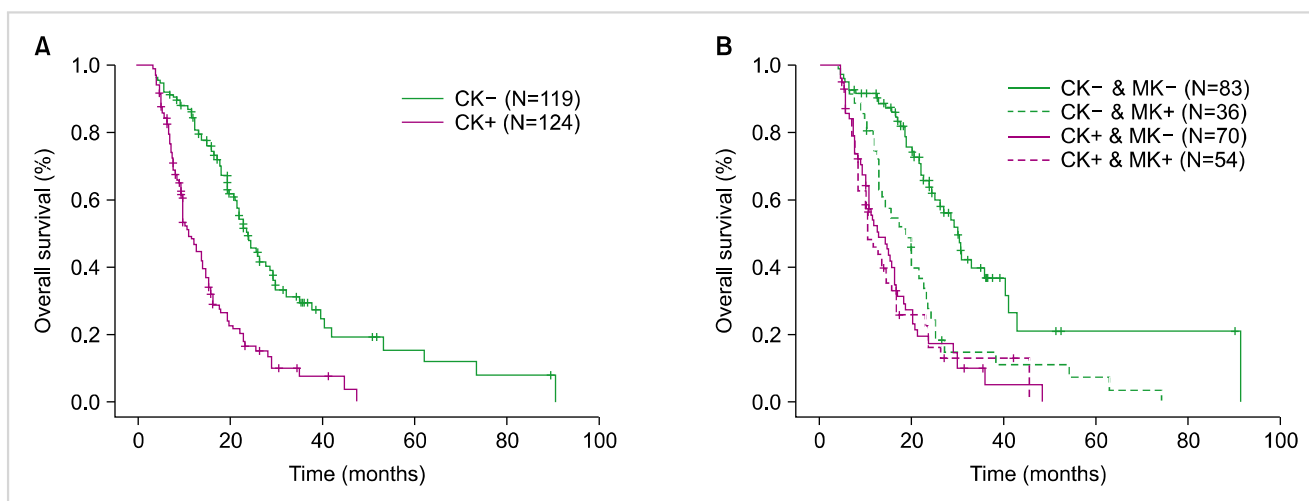 A
Overall survival (%)
1.0
0.8
0.6
0.4
0.2
0.0
0 20 40 60 80 100
Time (months)
CK− (N=119)
CK+ (N=124)
B
Overall survival (%)
1.0
0.8
0.6
0.4
0.2
0.0
0 20 40 60 80 100
Time (months)
CK− & MK− (N=83)
CK− & MK+ (N=36)
CK+ & MK− (N=70)
CK+ & MK+ (N=54)